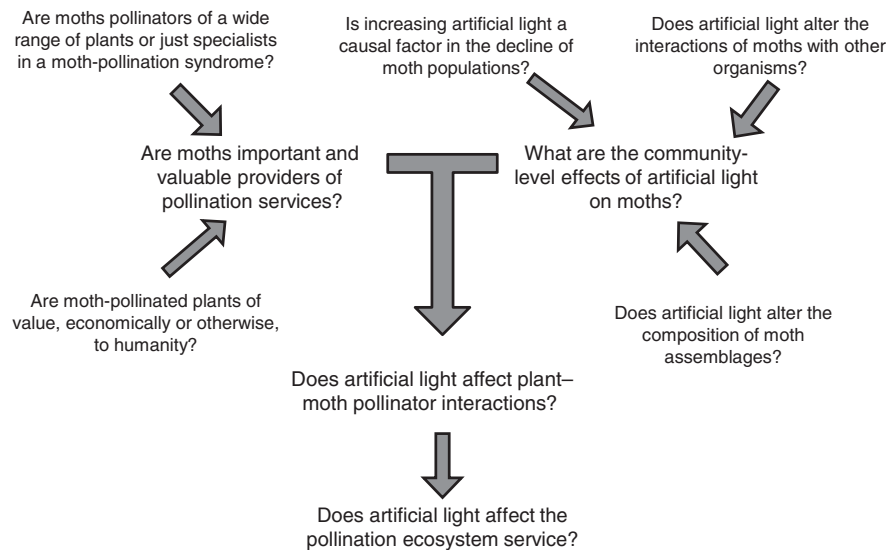 Are moths pollinators of a wide
range of plants or just specialists
in a moth-pollination syndrome?
Is increasing artificial light a
causal factor in the decline of
moth populations?
Does artificial light alter the
interactions of moths with other
organisms?
Are moths important and
valuable providers of
pollination services?
What are the community-
level effects of artificial light
on moths?
Are moth-pollinated plants of
value, economically or otherwise,
to humanity?
Does artificial light alter the
composition of moth
assemblages?
Does artificial light affect plant–
moth pollinator interactions?
Does artificial light affect the
pollination ecosystem service?